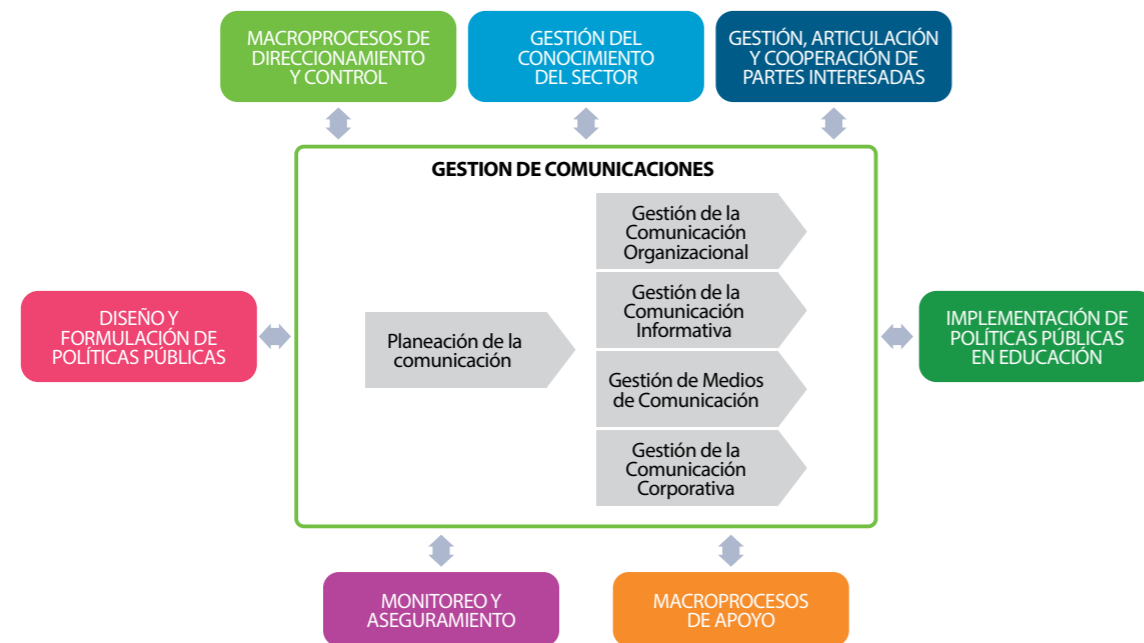 MACROPROCESOS DE
DIRECCIONAMIENTO
Y CONTROL
GESTIÓN DEL
CONOCIMIENTO
DEL SECTOR
GESTIÓN, ARTICULACIÓN
Y COOPERACIÓN DE
PARTES INTERESADAS
GESTION DE COMUNICACIONES
DISEÑO Y
FORMULACIÓN DE
POLÍTICAS PÚBLICAS
Planeación de la
comunicación
Gestión de la
Comunicación
Organizacional
Gestión de la
Comunicación
Informativa
Gestión de Medios
de Comunicación
Gestión de la
Comunicación
Corporativa
IMPLEMENTACIÓN DE
POLÍTICAS PÚBLICAS
EN EDUCACIÓN
MONITOREO Y
ASEGURAMIENTO
MACROPROCESOS
DE APOYO